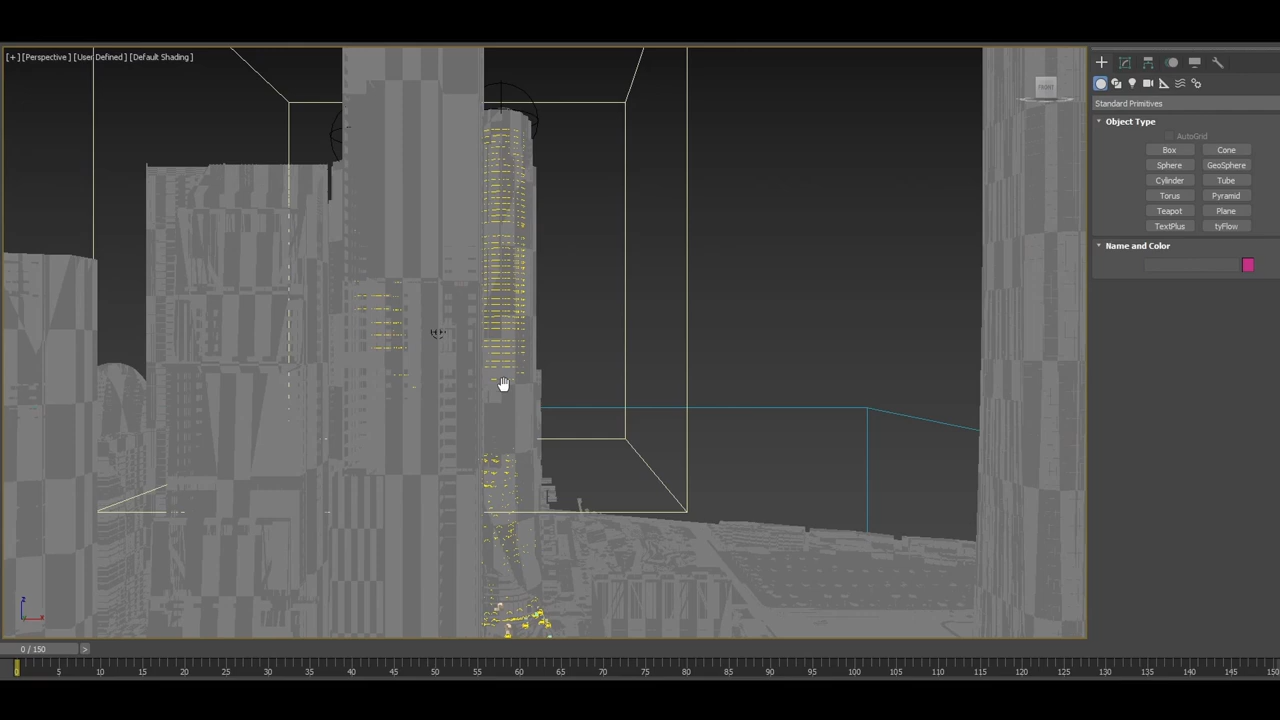 [+] [Perspective] [User Defined] [Default Shading]
FRONT
Standard Primitives
Object Type
AutoGrid
Box Cone
Sphere GeoSphere
Cylinder Tube
Torus Pyramid
Teapot Plane
TextPlus tyFlow
Name and Color
z
x
0 / 150 >
0 5 10 15 20 25 30 35 40 45 50 55 60 65 70 75 80 85 90 95 100 105 110 115 120 125 130 135 140 145 150